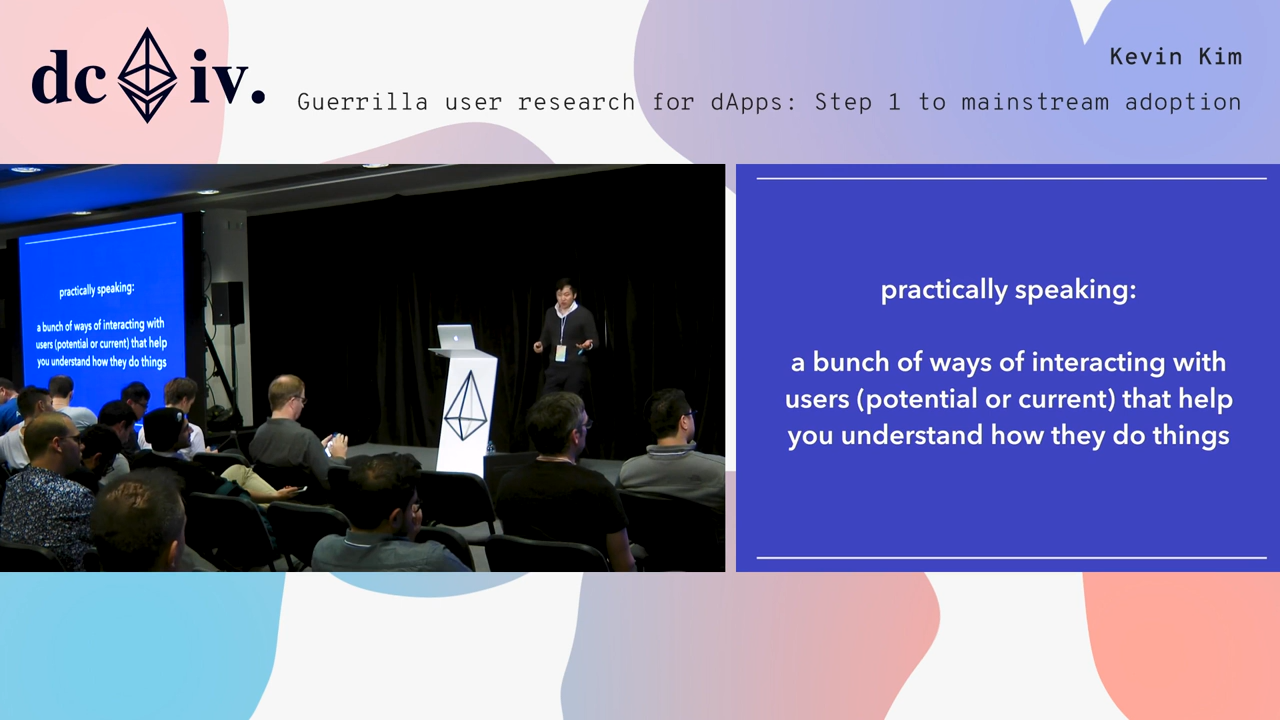 dc iv.
Kevin Kim
Guerrilla user research for dApps: Step 1 to mainstream adoption
practically speaking:
a bunch of ways of interacting with
users (potential or current) that help
you understand how they do things
practically speaking:
a bunch of ways of interacting with
users (potential or current) that help
you understand how they do things